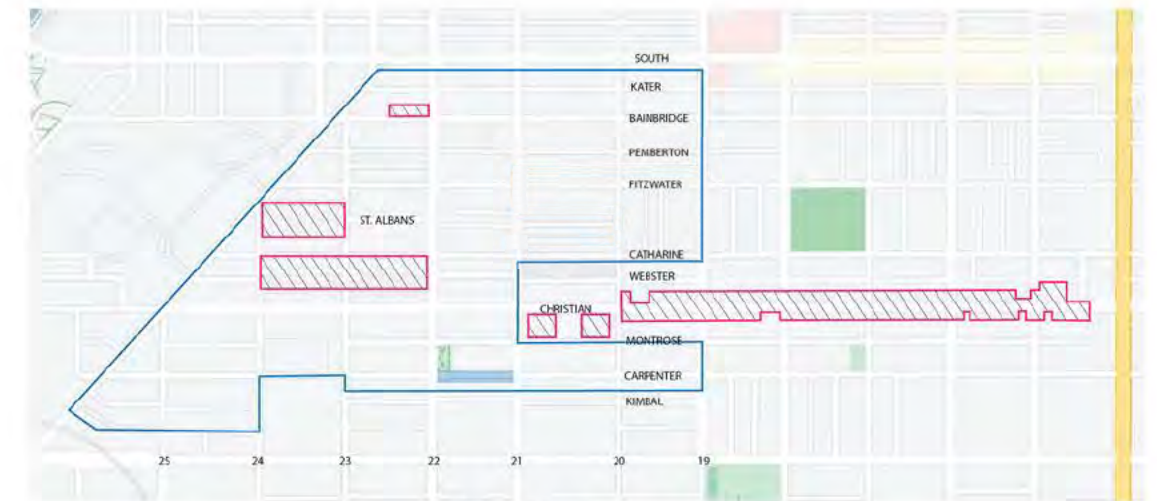 SOUTH
KATER
BAINBRIDGE
PEMBERTON
FITZWATER
ST. ALBANS
CATHARINE
WEBSTER
CHRISTIAN
MONTROSE
CARPENTER
KIMBAL
25 24 23 22 21 20 19